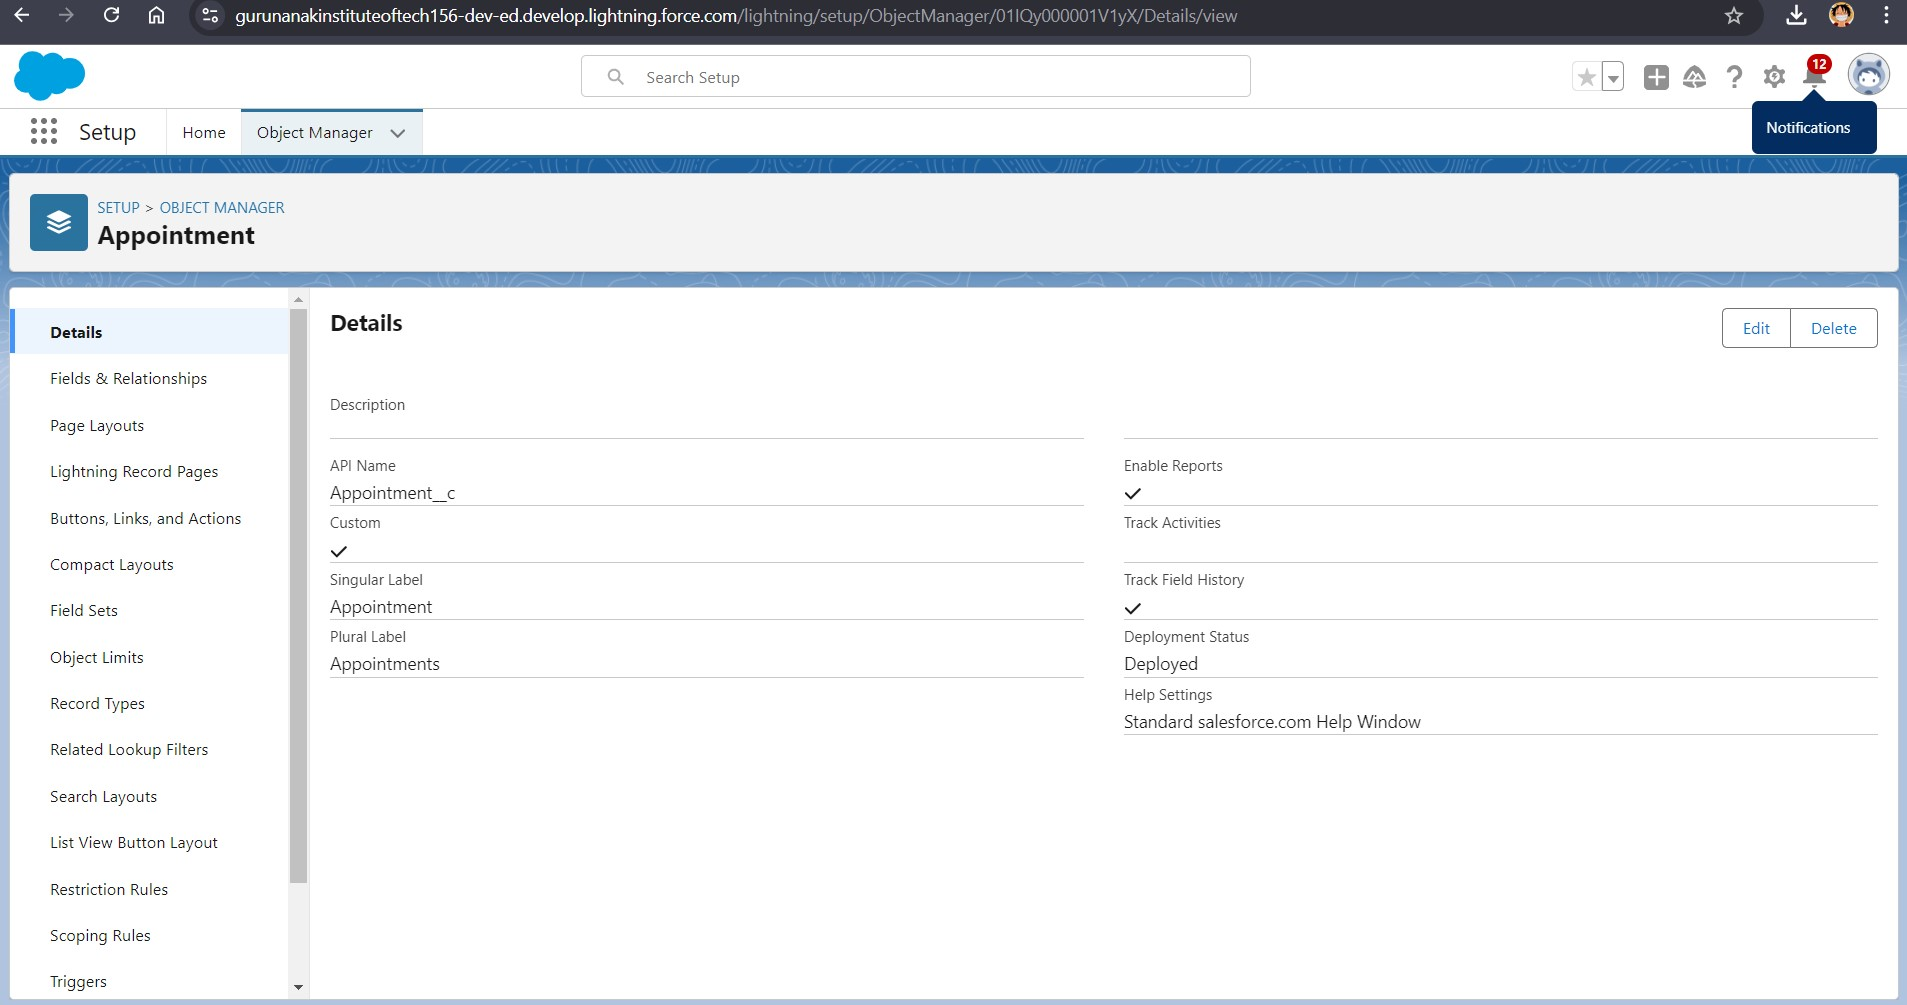 gurunanakinstituteoftech156-dev-ed.develop.lightning.force.com/lightning/setup/ObjectManager/01IQy000001V1yX/Details/view
Search Setup
12
Setup
Home
Object Manager
Notifications
SETUP > OBJECT MANAGER
Appointment
Details
Fields & Relationships
Page Layouts
Lightning Record Pages
Buttons, Links, and Actions
Compact Layouts
Field Sets
Object Limits
Record Types
Related Lookup Filters
Search Layouts
List View Button Layout
Restriction Rules
Scoping Rules
Triggers
Details
Edit
Delete
Description
API Name
Appointment__c
Custom
Singular Label
Appointment
Plural Label
Appointments
Enable Reports
Track Activities
Track Field History
Deployment Status
Deployed
Help Settings
Standard salesforce.com Help Window